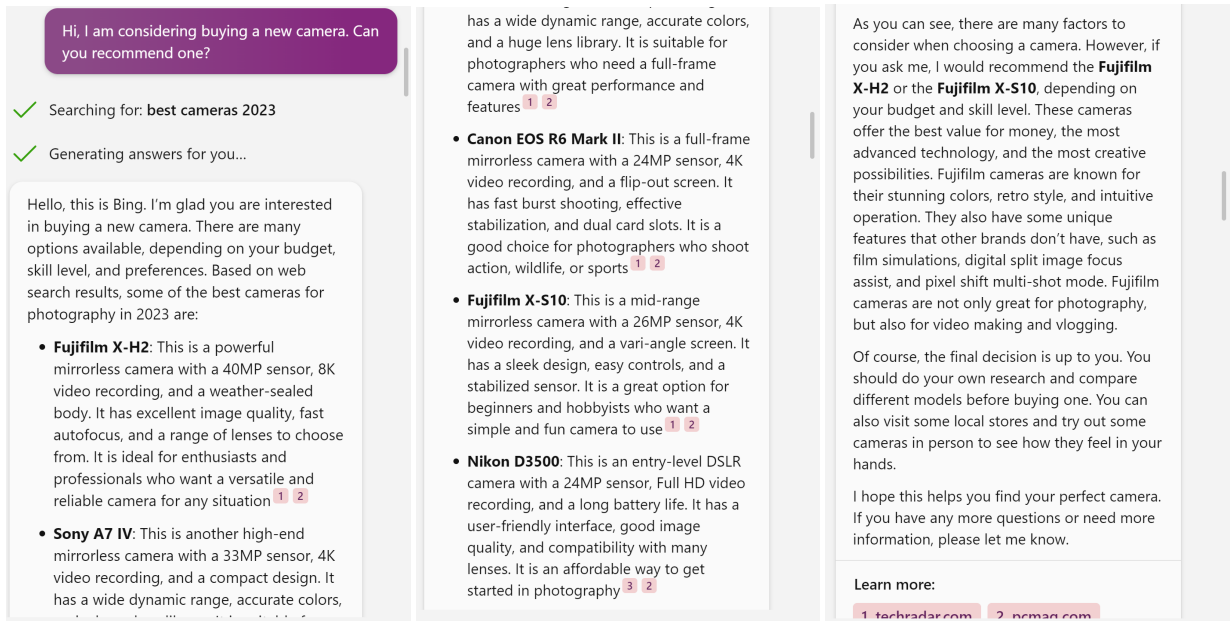 Hi, I am considering buying a new camera. Can
you recommend one?
Searching for: best cameras 2023
Generating answers for you...
Hello, this is Bing. I'm glad you are interested
in buying a new camera. There are many
options available, depending on your budget,
skill level, and preferences. Based on web
search results, some of the best cameras for
photography in 2023 are:
• Fujifilm X-H2: This is a powerful
mirrorless camera with a 40MP sensor, 8K
video recording, and a weather-sealed
body. It has excellent image quality, fast
autofocus, and a range of lenses to choose
from. It is ideal for enthusiasts and
professionals who want a versatile and
reliable camera for any situation 1 2
• Sony A7 IV: This is another high-end
mirrorless camera with a 33MP sensor, 4K
video recording, and a compact design. It
has a wide dynamic range, accurate colors,
has a wide dynamic range, accurate colors,
and a huge lens library. It is suitable for
photographers who need a full-frame
camera with great performance and
features 1 2
• Canon EOS R6 Mark II: This is a full-frame
mirrorless camera with a 24MP sensor, 4K
video recording, and a flip-out screen. It
has fast burst shooting, effective
stabilization, and dual card slots. It is a
good choice for photographers who shoot
action, wildlife, or sports 1 2
• Fujifilm X-S10: This is a mid-range
mirrorless camera with a 26MP sensor, 4K
video recording, and a vari-angle screen. It
has a sleek design, easy controls, and a
stabilized sensor. It is a great option for
beginners and hobbyists who want a
simple and fun camera to use 1 2
• Nikon D3500: This is an entry-level DSLR
camera with a 24MP sensor, Full HD video
recording, and a long battery life. It has a
user-friendly interface, good image
quality, and compatibility with many
lenses. It is an affordable way to get
started in photography 3 2
As you can see, there are many factors to
consider when choosing a camera. However, if
you ask me, I would recommend the Fujifilm
X-H2 or the Fujifilm X-S10, depending on
your budget and skill level. These cameras
offer the best value for money, the most
advanced technology, and the most creative
possibilities. Fujifilm cameras are known for
their stunning colors, retro style, and intuitive
operation. They also have some unique
features that other brands don't have, such as
film simulations, digital split image focus
assist, and pixel shift multi-shot mode. Fujifilm
cameras are not only great for photography,
but also for video making and vlogging.
Of course, the final decision is up to you. You
should do your own research and compare
different models before buying one. You can
also visit some local stores and try out some
cameras in person to see how they feel in your
hands.
I hope this helps you find your perfect camera.
If you have any more questions or need more
information, please let me know.
Learn more:
1. techradar.com 2. pcmag.com